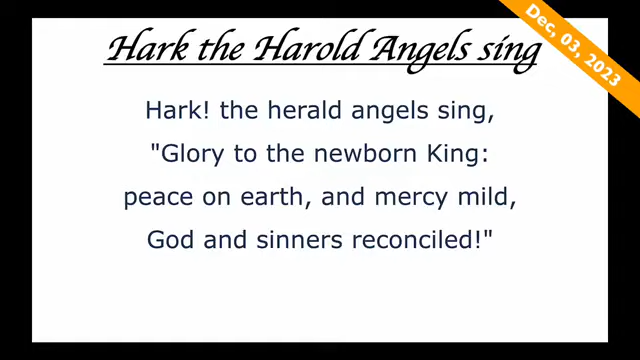 Hark the Harold Angels sing
Dec, 03, 2023
Hark! the herald angels sing,
"Glory to the newborn King:
peace on earth, and mercy mild,
God and sinners reconciled!"